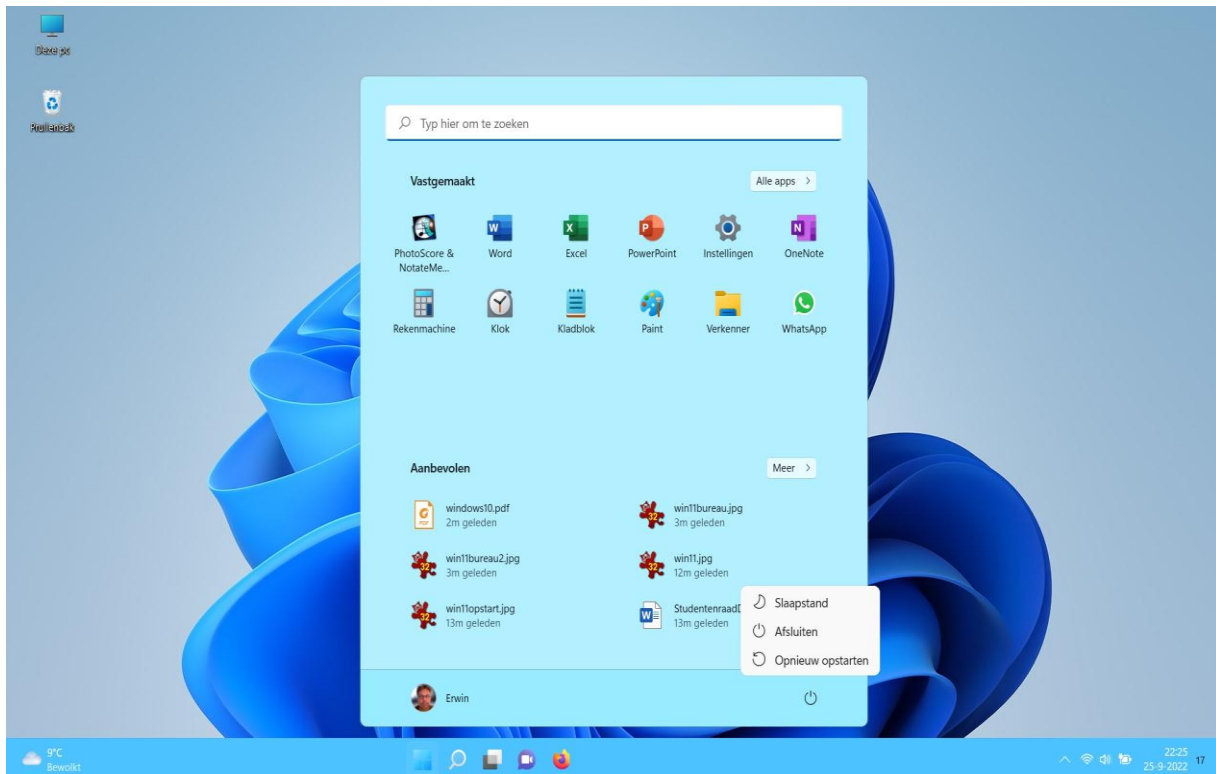 Deze pc
Prullenbak
Typ hier om te zoeken
Vastgemaakt
Alle apps
PhotoScore &
NotateMe...
Word
Excel
PowerPoint
Instellingen
OneNote
Rekenmachine
Klok
Kladblok
Paint
Verkenner
WhatsApp
Aanbevolen
Meer
windows10.pdf
2m geleden
win11bureau.jpg
3m geleden
win11bureau2.jpg
3m geleden
win11.jpg
12m geleden
win11opstart.jpg
13m geleden
StudentenraadD
13m geleden
Slaapstand
Afsluiten
Opnieuw opstarten
Erwin
9°C
Bewolkt
22:25
25-9-2022
17